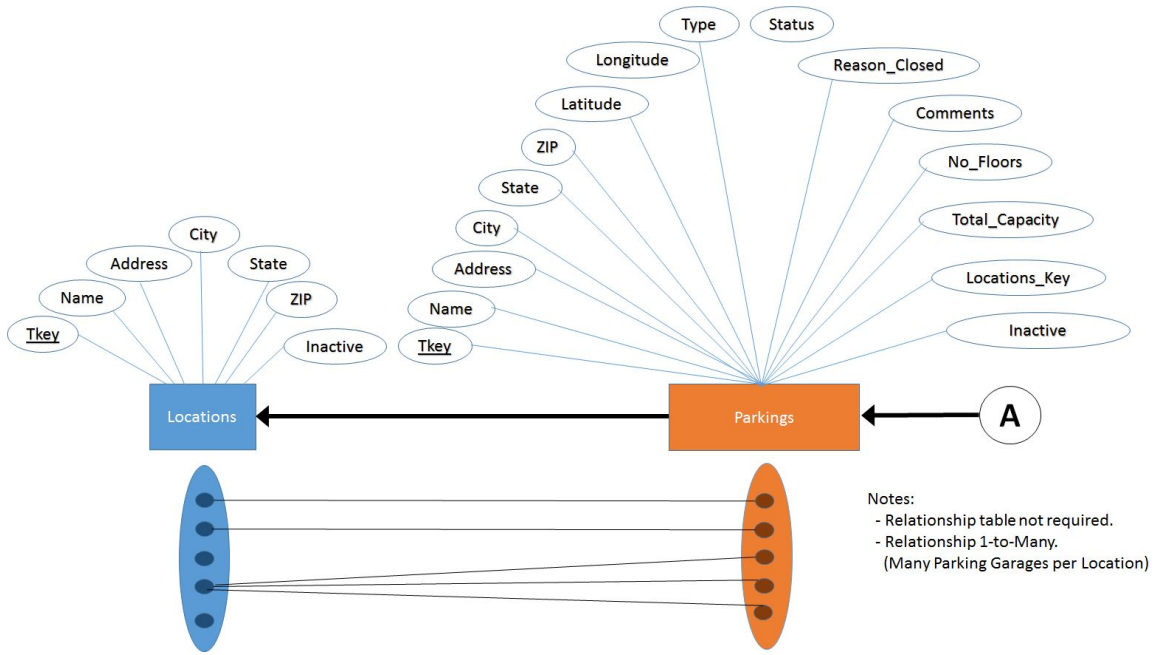 Type
Status
Longitude
Reason_Closed
Latitude
Comments
ZIP
No_Floors
State
City
Total_Capacity
City
Address
State
Address
Locations_Key
Name
ZIP
Name
Tkey
Inactive
Tkey
Inactive
Locations
Parkings
A
Notes:
- Relationship table not required.
- Relationship 1-to-Many.
(Many Parking Garages per Location)